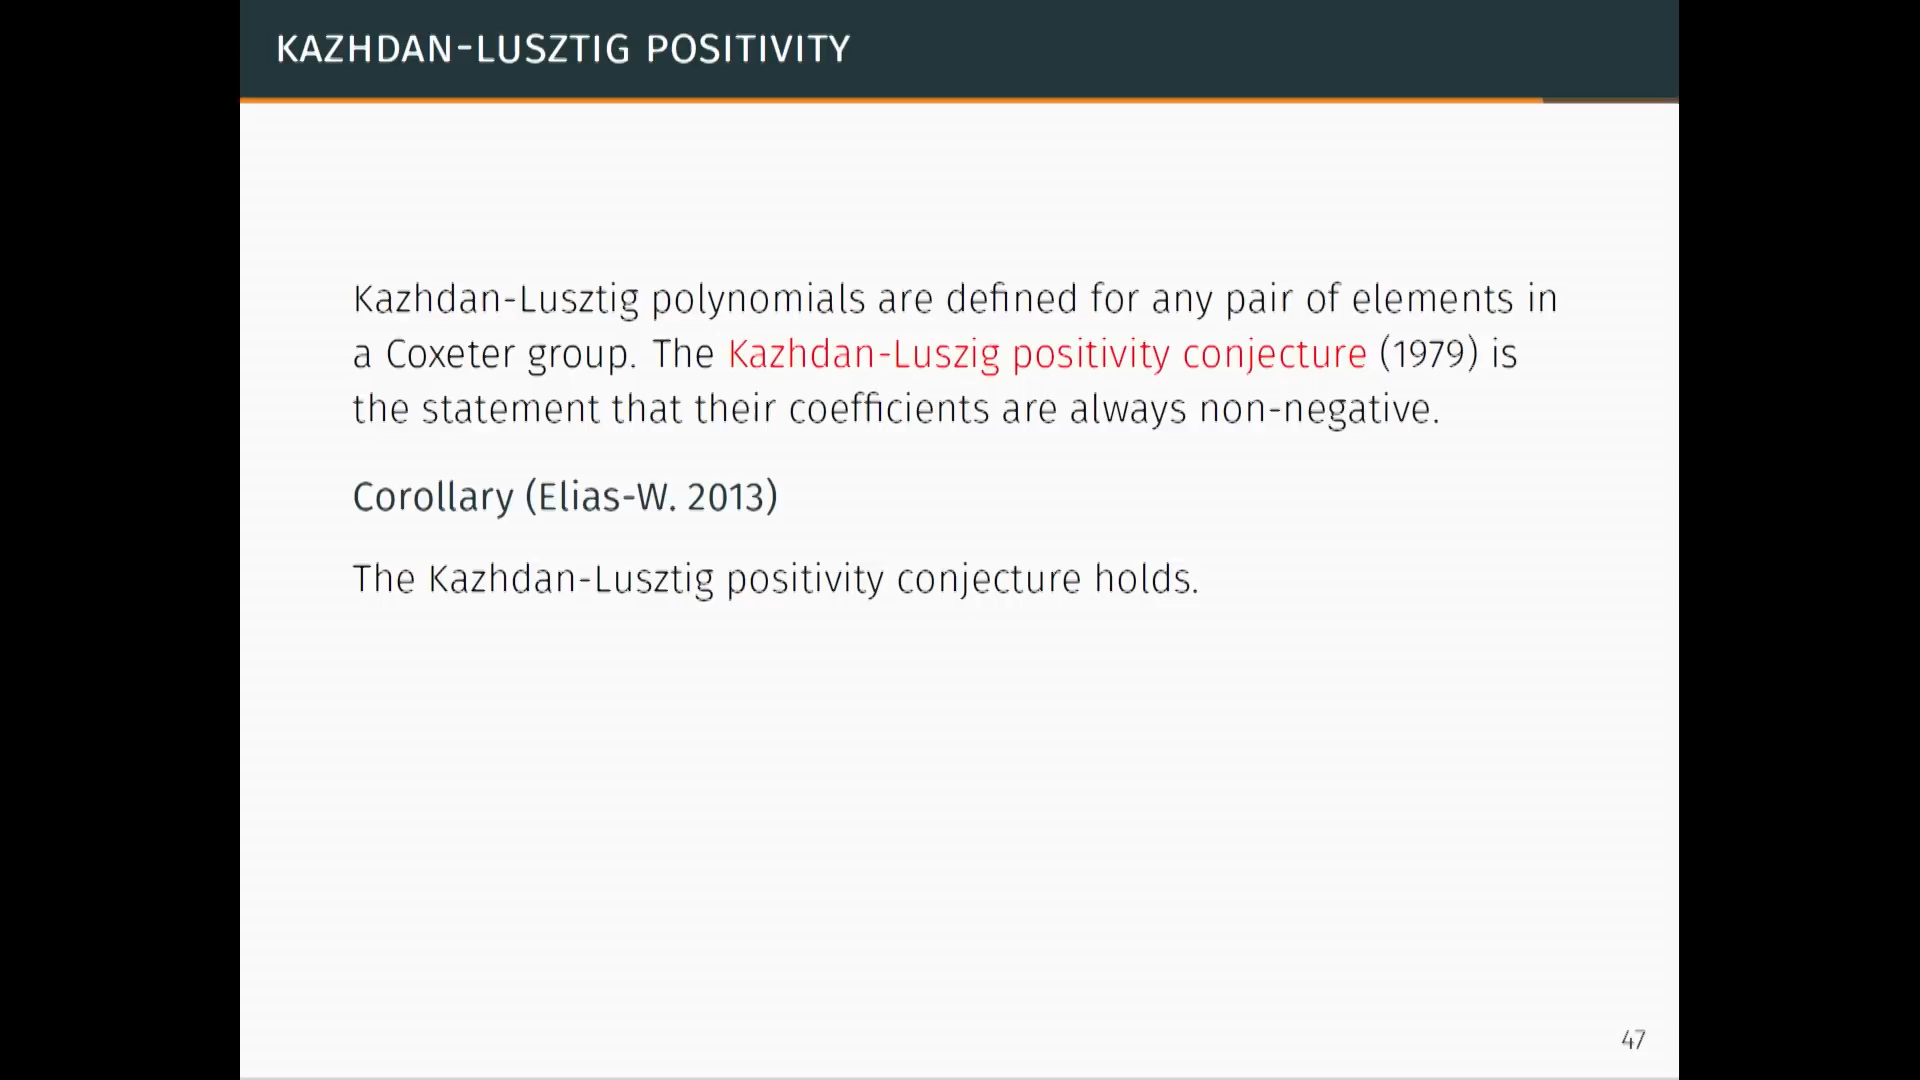 KAZHDAN-LUSZTIG POSITIVITY
Kazhdan-Lusztig polynomials are defined for any pair of elements in
a Coxeter group. The Kazhdan-Luszig positivity conjecture (1979) is
the statement that their coefficients are always non-negative.
Corollary (Elias-W. 2013)
The Kazhdan-Lusztig positivity conjecture holds.
47